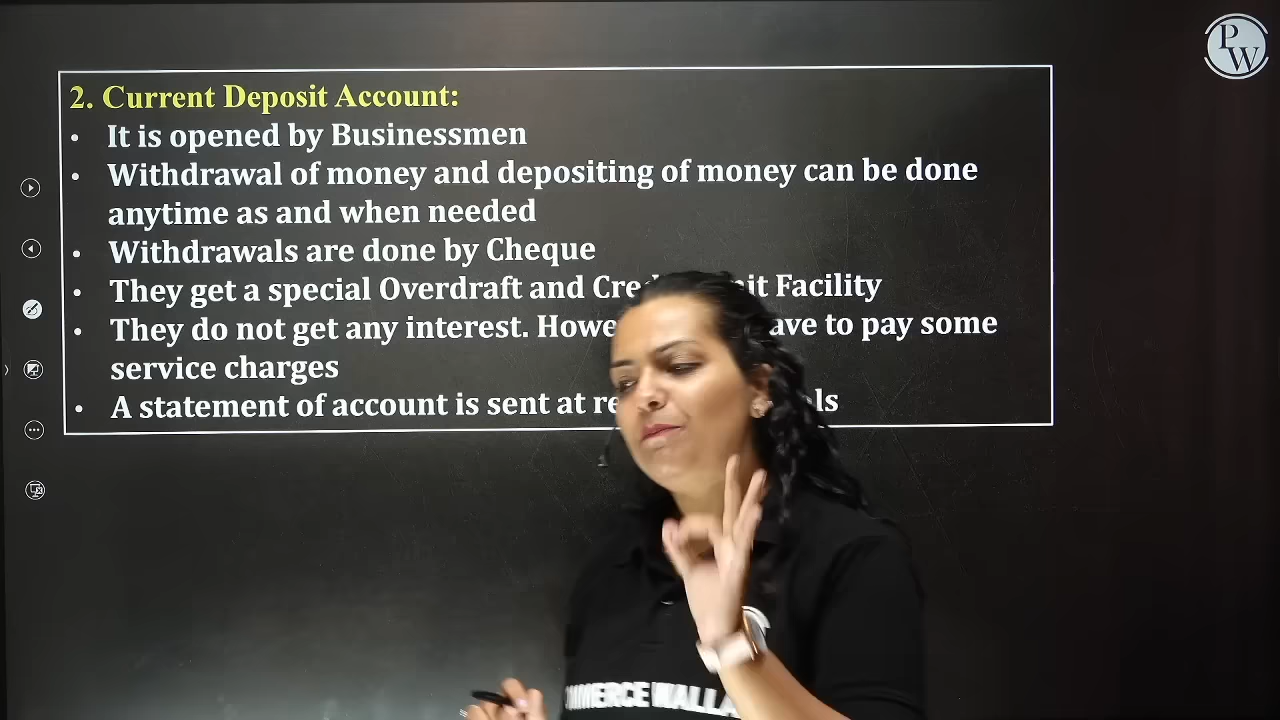 P
W
2. Current Deposit Account:
• It is opened by Businessmen
• Withdrawal of money and depositing of money can be done
anytime as and when needed
• Withdrawals are done by Cheque
• They get a special Overdraft and Facility
• They do not get any interest. to pay some
service charges
• A statement of account is sent at